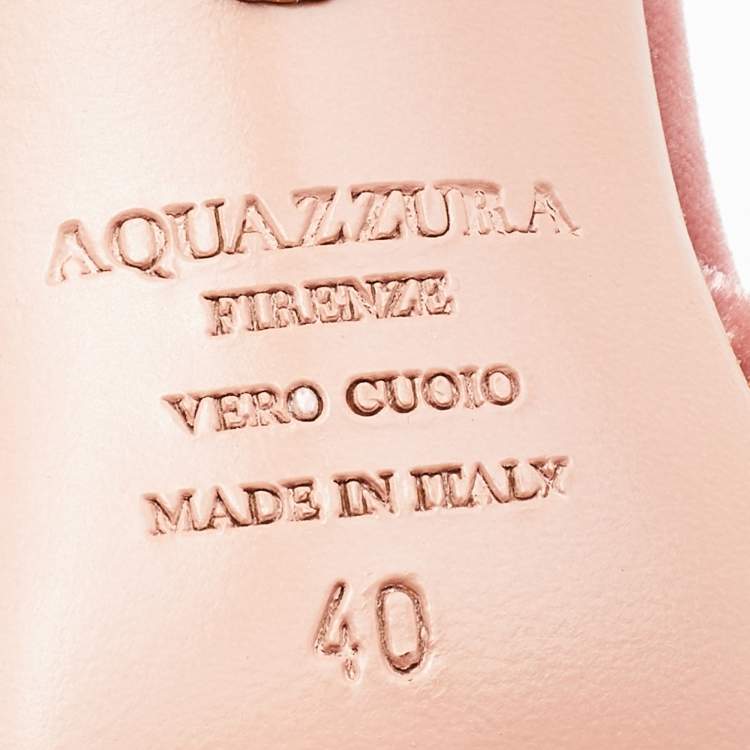 AQUAZZURA
FIRENZE
VERO CUOIO
MADE IN ITALY
40